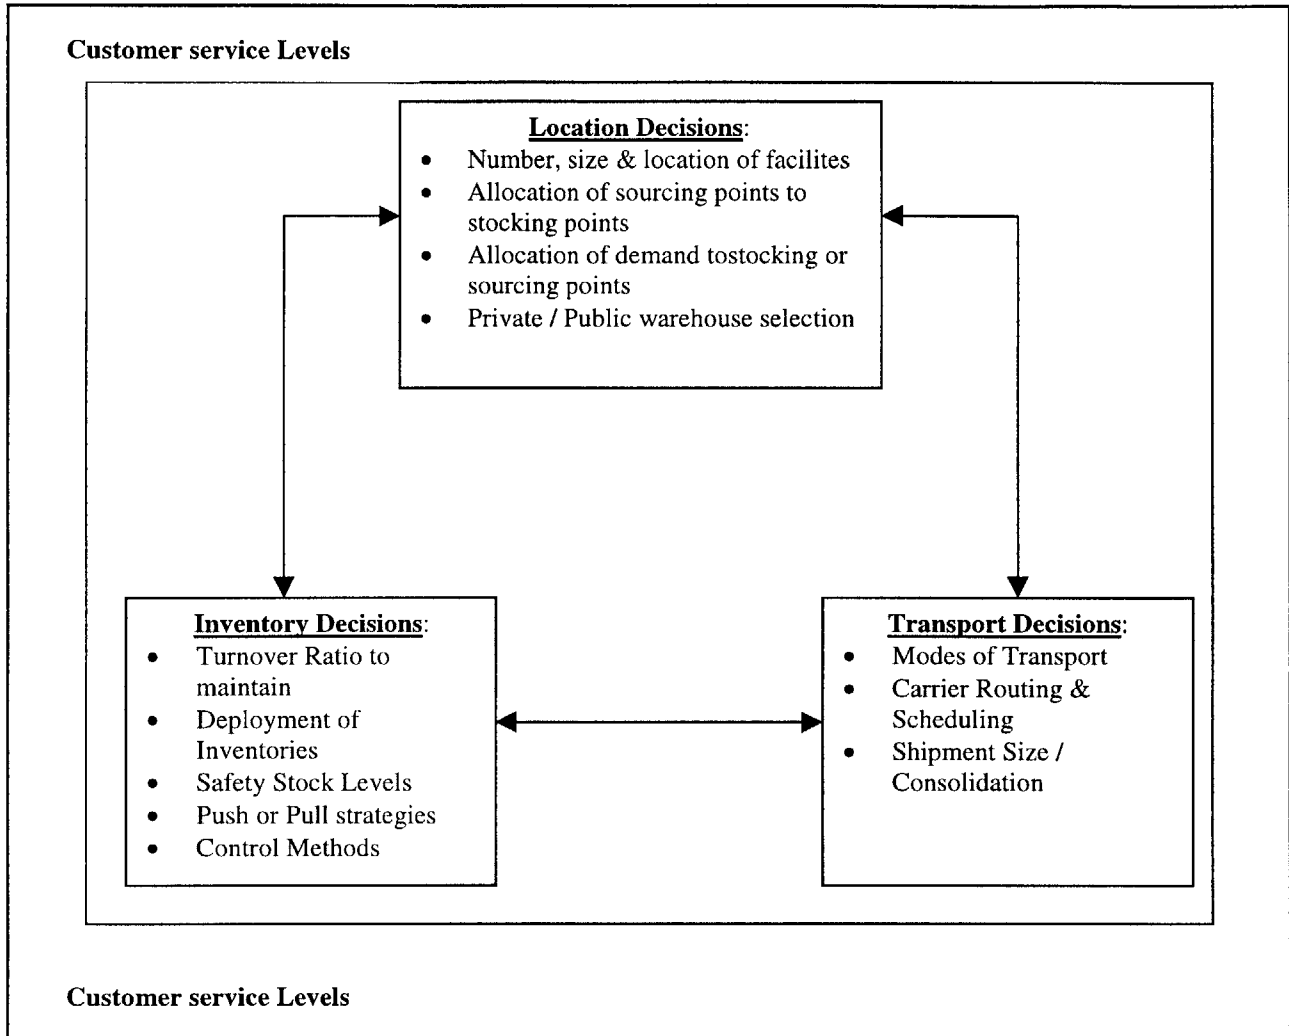 Customer service Levels
Location Decisions:
• Number, size & location of facilites
• Allocation of sourcing points to
stocking points
• Allocation of demand tostocking or
sourcing points
• Private / Public warehouse selection
Inventory Decisions:
• Turnover Ratio to
maintain
• Deployment of
Inventories
• Safety Stock Levels
• Push or Pull strategies
• Control Methods
Transport Decisions:
• Modes of Transport
• Carrier Routing &
Scheduling
• Shipment Size /
Consolidation
Customer service Levels